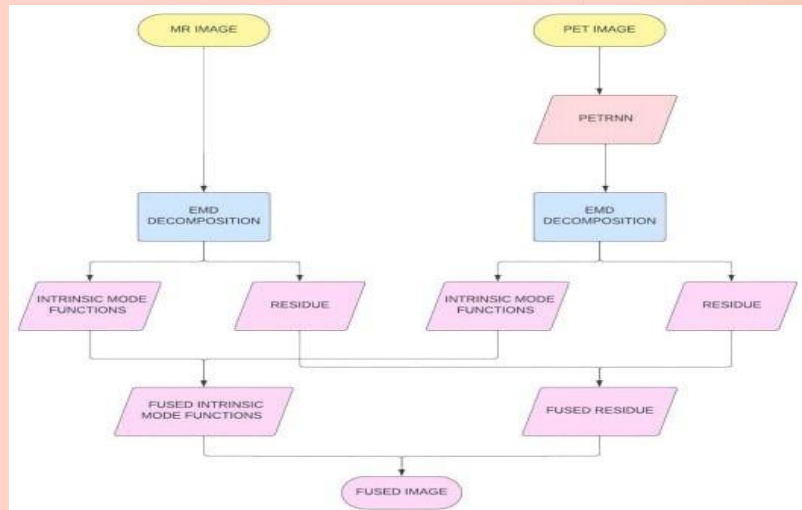 MR IMAGE
PET IMAGE
PETRNN
EMD
DECOMPOSITION
EMD
DECOMPOSITION
INTRINSIC MODE
FUNCTIONS
RESIDUE
INTRINSIC MODE
FUNCTIONS
RESIDUE
FUSED INTRINSIC
MODE FUNCTIONS
FUSED RESIDUE
FUSED IMAGE